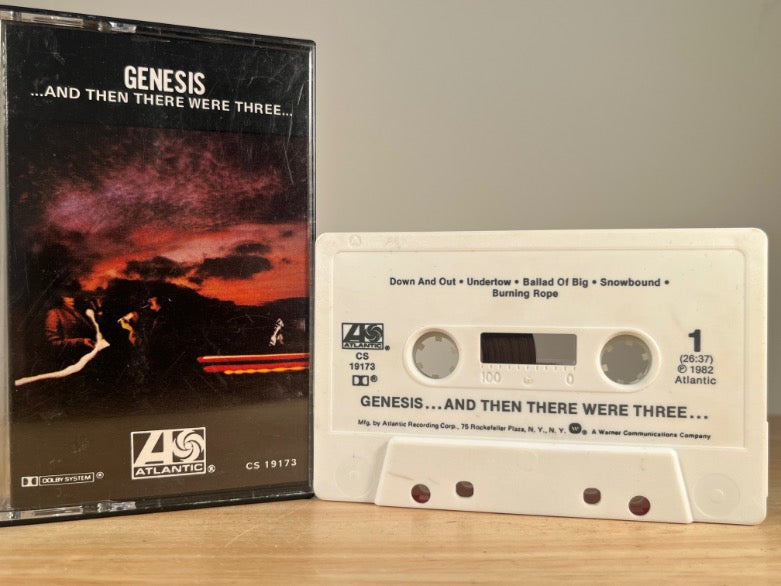 GENESIS
...AND THEN THERE WERE THREE...
ATLANTIC ®
DOLBY SYSTEM ®
CS 19173
Down And Out • Undertow • Ballad Of Big • Snowbound •
Burning Rope
ATLANTIC ®
CS
19173
®
1
(26:37)
℗ 1982
Atlantic
100 0
GENESIS...AND THEN THERE WERE THREE...
Mfg. by Atlantic Recording Corp., 75 Rockefeller Plaza, N. Y., N. Y. W ® A Warner Communications Company